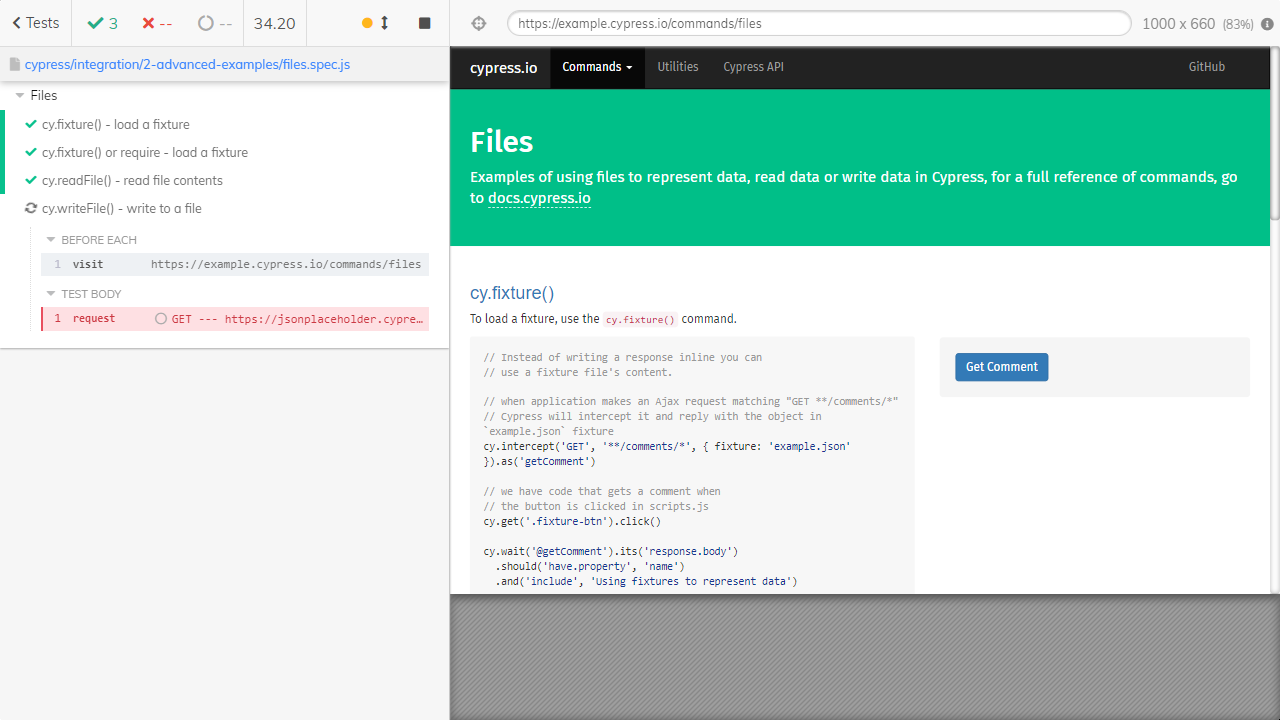 Tests
3
--
--
34.20
https://example.cypress.io/commands/files
1000 x 660 (83%)
cypress/integration/2-advanced-examples/files.spec.js
Files
cy.fixture() - load a fixture
cy.fixture() or require - load a fixture
cy.readFile() - read file contents
cy.writeFile() - write to a file
BEFORE EACH
1 visit https://example.cypress.io/commands/files
TEST BODY
1 request GET --- https://jsonplaceholder.cypre…
cypress.io
Commands
Utilities
Cypress API
GitHub
Files
Examples of using files to represent data, read data or write data in Cypress, for a full reference of commands, go
to docs.cypress.io
cy.fixture()
To load a fixture, use the cy.fixture() command.
// Instead of writing a response inline you can
// use a fixture file's content.
// when application makes an Ajax request matching "GET **/comments/*"
// Cypress will intercept it and reply with the object in
`example.json` fixture
cy.intercept('GET', '**/comments/*', { fixture: 'example.json'
}).as('getComment')
// we have code that gets a comment when
// the button is clicked in scripts.js
cy.get('.fixture-btn').click()
cy.wait('@getComment').its('response.body')
.should('have.property', 'name')
.and('include', 'Using fixtures to represent data')
Get Comment